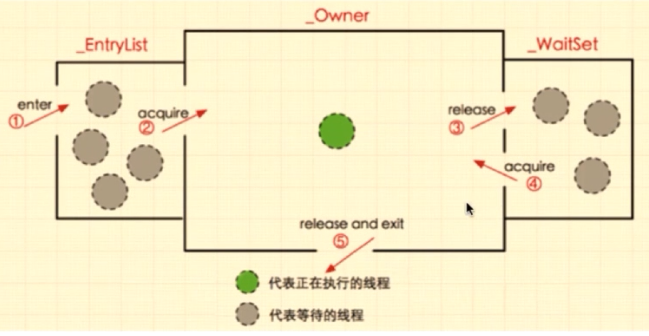 _Owner
_EntryList
_WaitSet
enter
①
acquire
②
release
③
acquire
④
release and exit
⑤
代表正在执行的线程
代表等待的线程